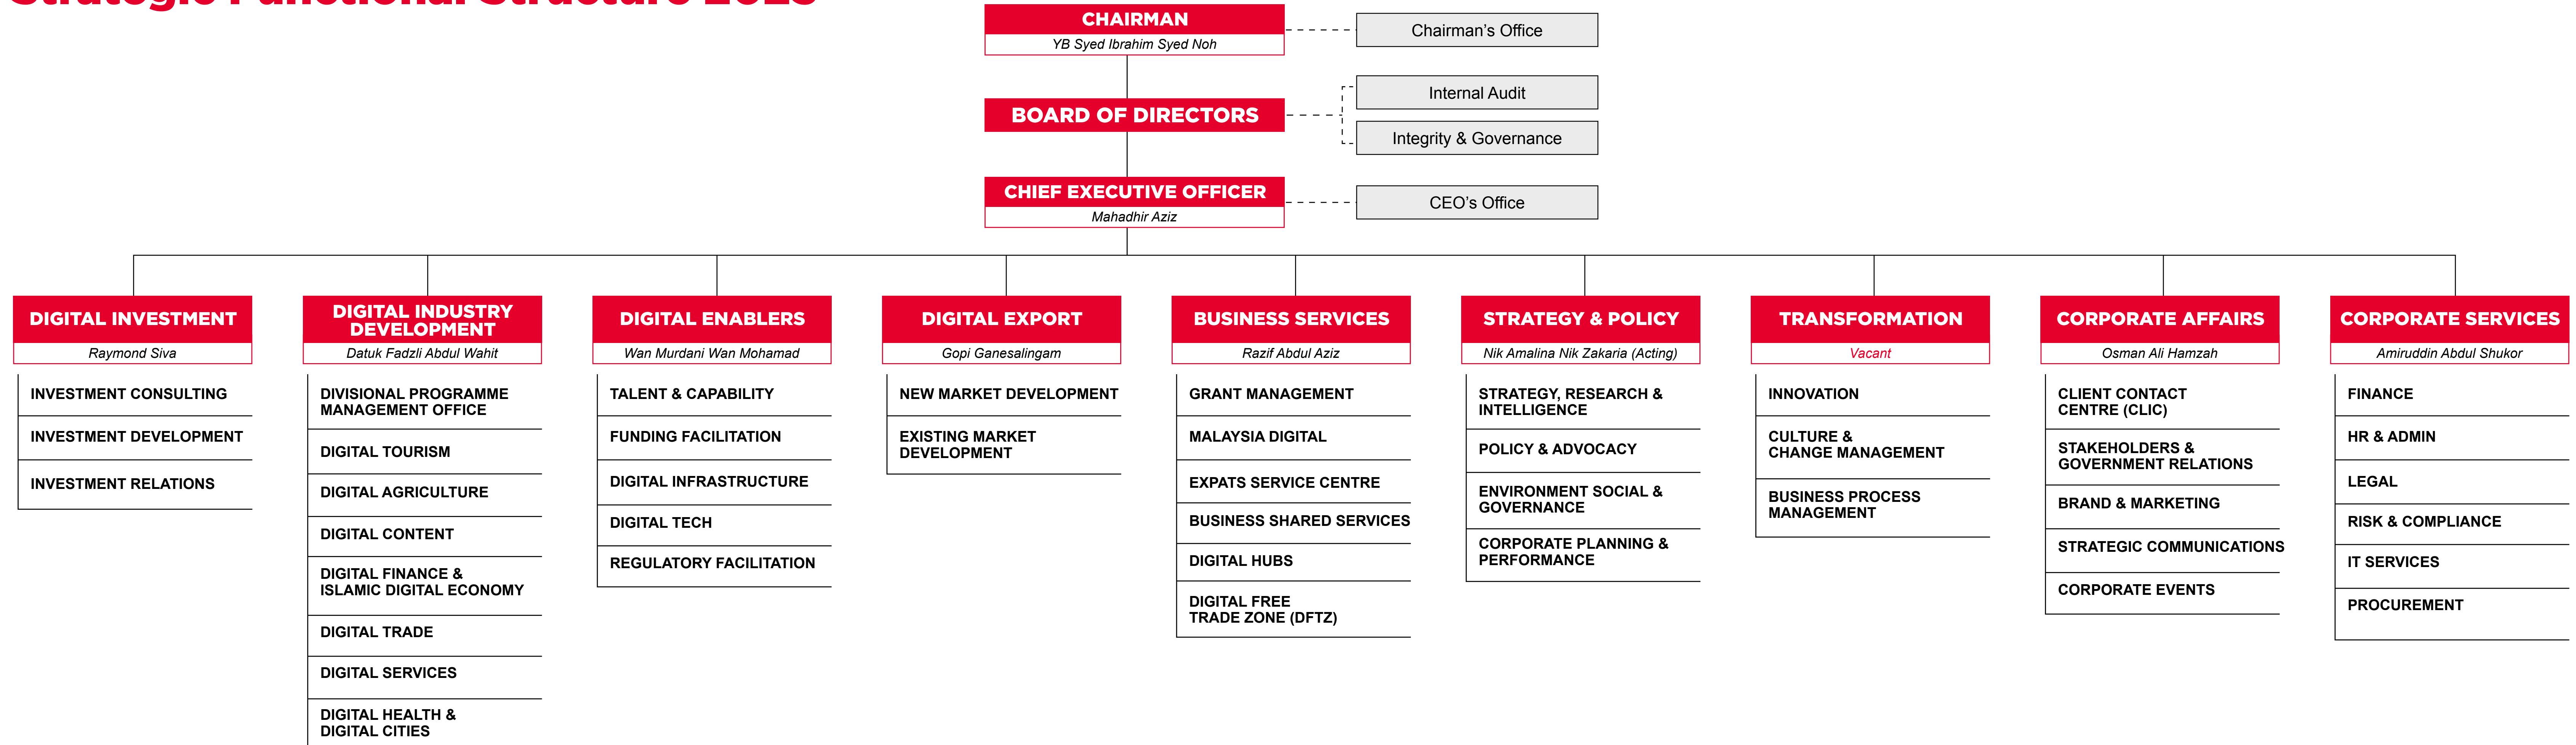 Strategic Functional Structure 2023
CHAIRMAN
YB Syed Ibrahim Syed Noh
Chairman’s Office
BOARD OF DIRECTORS
Internal Audit
Integrity & Governance
CHIEF EXECUTIVE OFFICER
Mahadhir Aziz
CEO’s Office
DIGITAL INVESTMENT
Raymond Siva
INVESTMENT CONSULTING
INVESTMENT DEVELOPMENT
INVESTMENT RELATIONS
DIGITAL INDUSTRY
DEVELOPMENT
Datuk Fadzli Abdul Wahit
DIVISIONAL PROGRAMME
MANAGEMENT OFFICE
DIGITAL TOURISM
DIGITAL AGRICULTURE
DIGITAL CONTENT
DIGITAL FINANCE &
ISLAMIC DIGITAL ECONOMY
DIGITAL TRADE
DIGITAL SERVICES
DIGITAL HEALTH &
DIGITAL CITIES
DIGITAL ENABLERS
Wan Murdani Wan Mohamad
TALENT & CAPABILITY
FUNDING FACILITATION
DIGITAL INFRASTRUCTURE
DIGITAL TECH
REGULATORY FACILITATION
DIGITAL EXPORT
Gopi Ganesalingam
NEW MARKET DEVELOPMENT
EXISTING MARKET
DEVELOPMENT
BUSINESS SERVICES
Razif Abdul Aziz
GRANT MANAGEMENT
MALAYSIA DIGITAL
EXPATS SERVICE CENTRE
BUSINESS SHARED SERVICES
DIGITAL HUBS
DIGITAL FREE
TRADE ZONE (DFTZ)
STRATEGY & POLICY
Nik Amalina Nik Zakaria (Acting)
STRATEGY, RESEARCH &
INTELLIGENCE
POLICY & ADVOCACY
ENVIRONMENT SOCIAL &
GOVERNANCE
CORPORATE PLANNING &
PERFORMANCE
TRANSFORMATION
Vacant
INNOVATION
CULTURE &
CHANGE MANAGEMENT
BUSINESS PROCESS
MANAGEMENT
CORPORATE AFFAIRS
Osman Ali Hamzah
CLIENT CONTACT
CENTRE (CLIC)
STAKEHOLDERS &
GOVERNMENT RELATIONS
BRAND & MARKETING
STRATEGIC COMMUNICATIONS
CORPORATE EVENTS
CORPORATE SERVICES
Amiruddin Abdul Shukor
FINANCE
HR & ADMIN
LEGAL
RISK & COMPLIANCE
IT SERVICES
PROCUREMENT